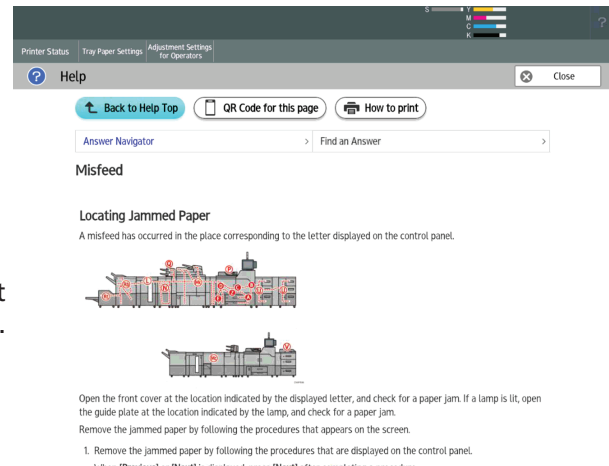 S
Y
M
C
K
?
Printer Status
Tray Paper Settings
Adjustment Settings
for Operators
? Help
Close
Back to Help Top
QR Code for this page
How to print
Answer Navigator >
Find an Answer >
Misfeed
Locating Jammed Paper
A misfeed has occurred in the place corresponding to the letter displayed on the control panel.
t
.
Open the front cover at the location indicated by the displayed letter, and check for a paper jam. If a lamp is lit, open
the guide plate at the location indicated by the lamp, and check for a paper jam.
Remove the jammed paper by following the procedures that appears on the screen.
1. Remove the jammed paper by following the procedures that are displayed on the control panel.